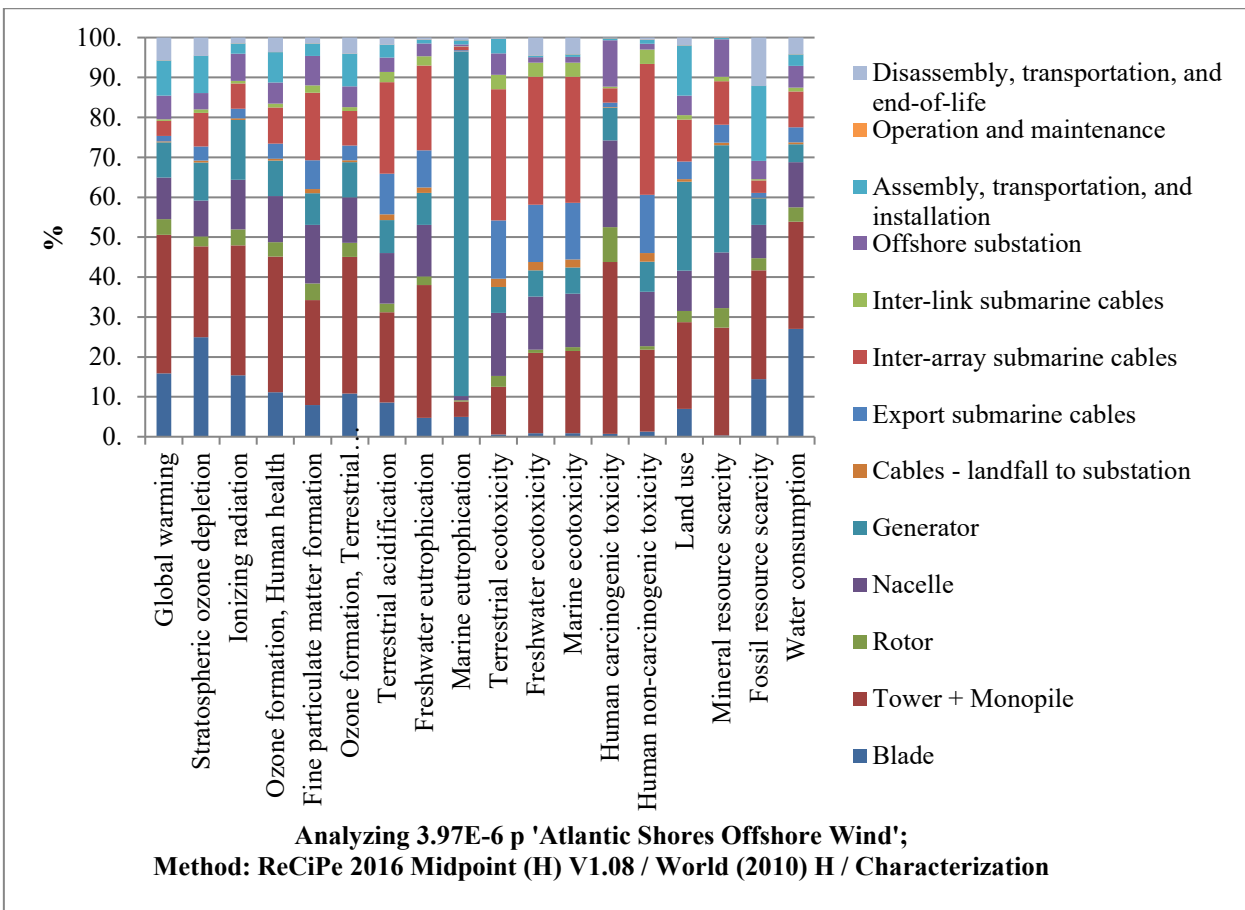 100.
90.
80.
70.
60.
50.
40.
30.
20.
10.
0.
%
Global warming
Stratospheric ozone depletion
Ionizing radiation
Ozone formation, Human health
Fine particulate matter formation
Ozone formation, Terrestrial…
Terrestrial acidification
Freshwater eutrophication
Marine eutrophication
Terrestrial ecotoxicity
Freshwater ecotoxicity
Marine ecotoxicity
Human carcinogenic toxicity
Human non-carcinogenic toxicity
Land use
Mineral resource scarcity
Fossil resource scarcity
Water consumption
Disassembly, transportation, and
end-of-life
Operation and maintenance
Assembly, transportation, and
installation
Offshore substation
Inter-link submarine cables
Inter-array submarine cables
Export submarine cables
Cables - landfall to substation
Generator
Nacelle
Rotor
Tower + Monopile
Blade
Analyzing 3.97E-6 p 'Atlantic Shores Offshore Wind';
Method: ReCiPe 2016 Midpoint (H) V1.08 / World (2010) H / Characterization